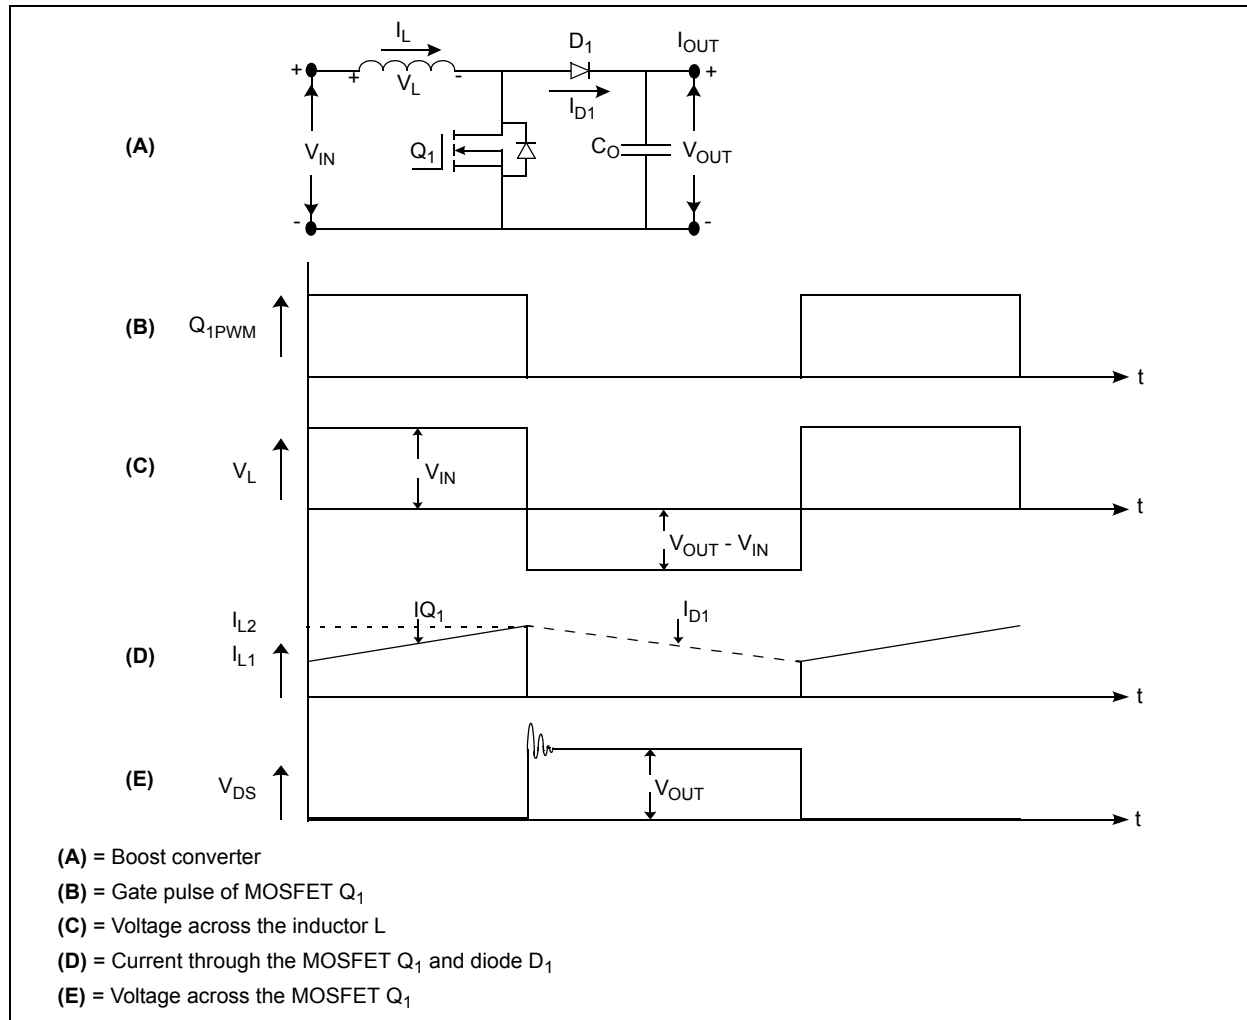 I_L D_1 I_OUT
+ + V_L - +
I_D1
(A) V_IN Q_1 C_O V_OUT
- -
(B) Q_1PWM
t
(C) V_L V_IN
t
V_OUT - V_IN
I_L2 IQ_1 I_D1
(D) I_L1
t
(E) V_DS V_OUT
t
(A) = Boost converter
(B) = Gate pulse of MOSFET Q_1
(C) = Voltage across the inductor L
(D) = Current through the MOSFET Q_1 and diode D_1
(E) = Voltage across the MOSFET Q_1